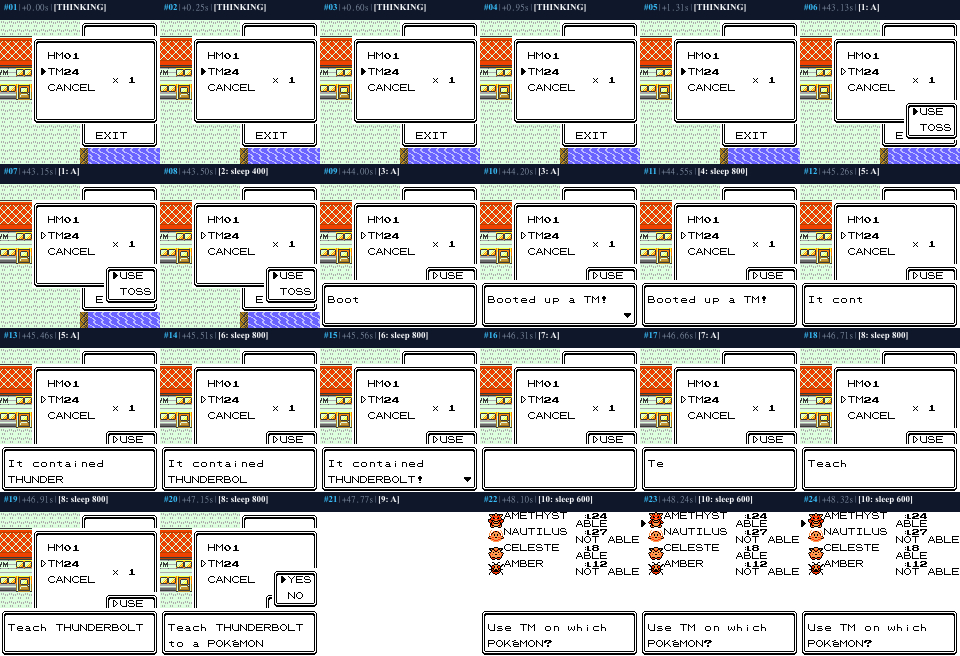 #01|+0.00s|[THINKING]
HM01
▶TM24
× 1
CANCEL
EXIT
#02|+0.25s|[THINKING]
HM01
▶TM24
× 1
CANCEL
EXIT
#03|+0.60s|[THINKING]
HM01
▶TM24
× 1
CANCEL
EXIT
#04|+0.95s|[THINKING]
HM01
▶TM24
× 1
CANCEL
EXIT
#05|+1.31s|[THINKING]
HM01
▶TM24
× 1
CANCEL
EXIT
#06|+43.13s|[1: A]
HM01
▷TM24
× 1
CANCEL
▶USE
E TOSS
#07|+43.15s|[1: A]
HM01
▷TM24
× 1
CANCEL
▶USE
TOSS
E
#08|+43.50s|[2: sleep 400]
HM01
▷TM24
× 1
CANCEL
▶USE
TOSS
E
#09|+44.00s|[3: A]
HM01
▷TM24
× 1
CANCEL
▷USE
Boot
#10|+44.20s|[3: A]
HM01
▷TM24
× 1
CANCEL
▷USE
Booted up a TM!
▼
#11|+44.55s|[4: sleep 800]
HM01
▷TM24
× 1
CANCEL
▷USE
Booted up a TM!
#12|+45.26s|[5: A]
HM01
▷TM24
× 1
CANCEL
▷USE
It cont
#13|+45.46s|[5: A]
HM01
▷TM24
× 1
CANCEL
▷USE
It contained
THUNDER
#14|+45.51s|[6: sleep 800]
HM01
▷TM24
× 1
CANCEL
▷USE
It contained
THUNDERBOL
#15|+45.56s|[6: sleep 800]
HM01
▷TM24
× 1
CANCEL
▷USE
It contained
THUNDERBOLT! ▼
#16|+46.31s|[7: A]
HM01
▷TM24
× 1
CANCEL
▷USE
#17|+46.66s|[7: A]
HM01
▷TM24
× 1
CANCEL
▷USE
Te
#18|+46.71s|[8: sleep 800]
HM01
▷TM24
× 1
CANCEL
▷USE
Teach
#19|+46.91s|[8: sleep 800]
HM01
▷TM24
× 1
CANCEL
▷USE
Teach THUNDERBOLT
#20|+47.15s|[8: sleep 800]
HM01
▷TM24
CANCEL
▶YES
NO
Teach THUNDERBOLT
to a POKéMON
#21|+47.77s|[9: A]
#22|+48.10s|[10: sleep 600]
AMETHYST :L24
ABLE
NAUTILUS :L27
NOT ABLE
CELESTE :L8
ABLE
AMBER :L12
NOT ABLE
Use TM on which
POKéMON?
#23|+48.24s|[10: sleep 600]
AMETHYST :L24
▶ ABLE
NAUTILUS :L27
NOT ABLE
CELESTE :L8
ABLE
AMBER :L12
NOT ABLE
Use TM on which
POKéMON?
#24|+48.32s|[10: sleep 600]
AMETHYST :L24
▶ ABLE
NAUTILUS :L27
NOT ABLE
CELESTE :L8
ABLE
AMBER :L12
NOT ABLE
Use TM on which
POKéMON?